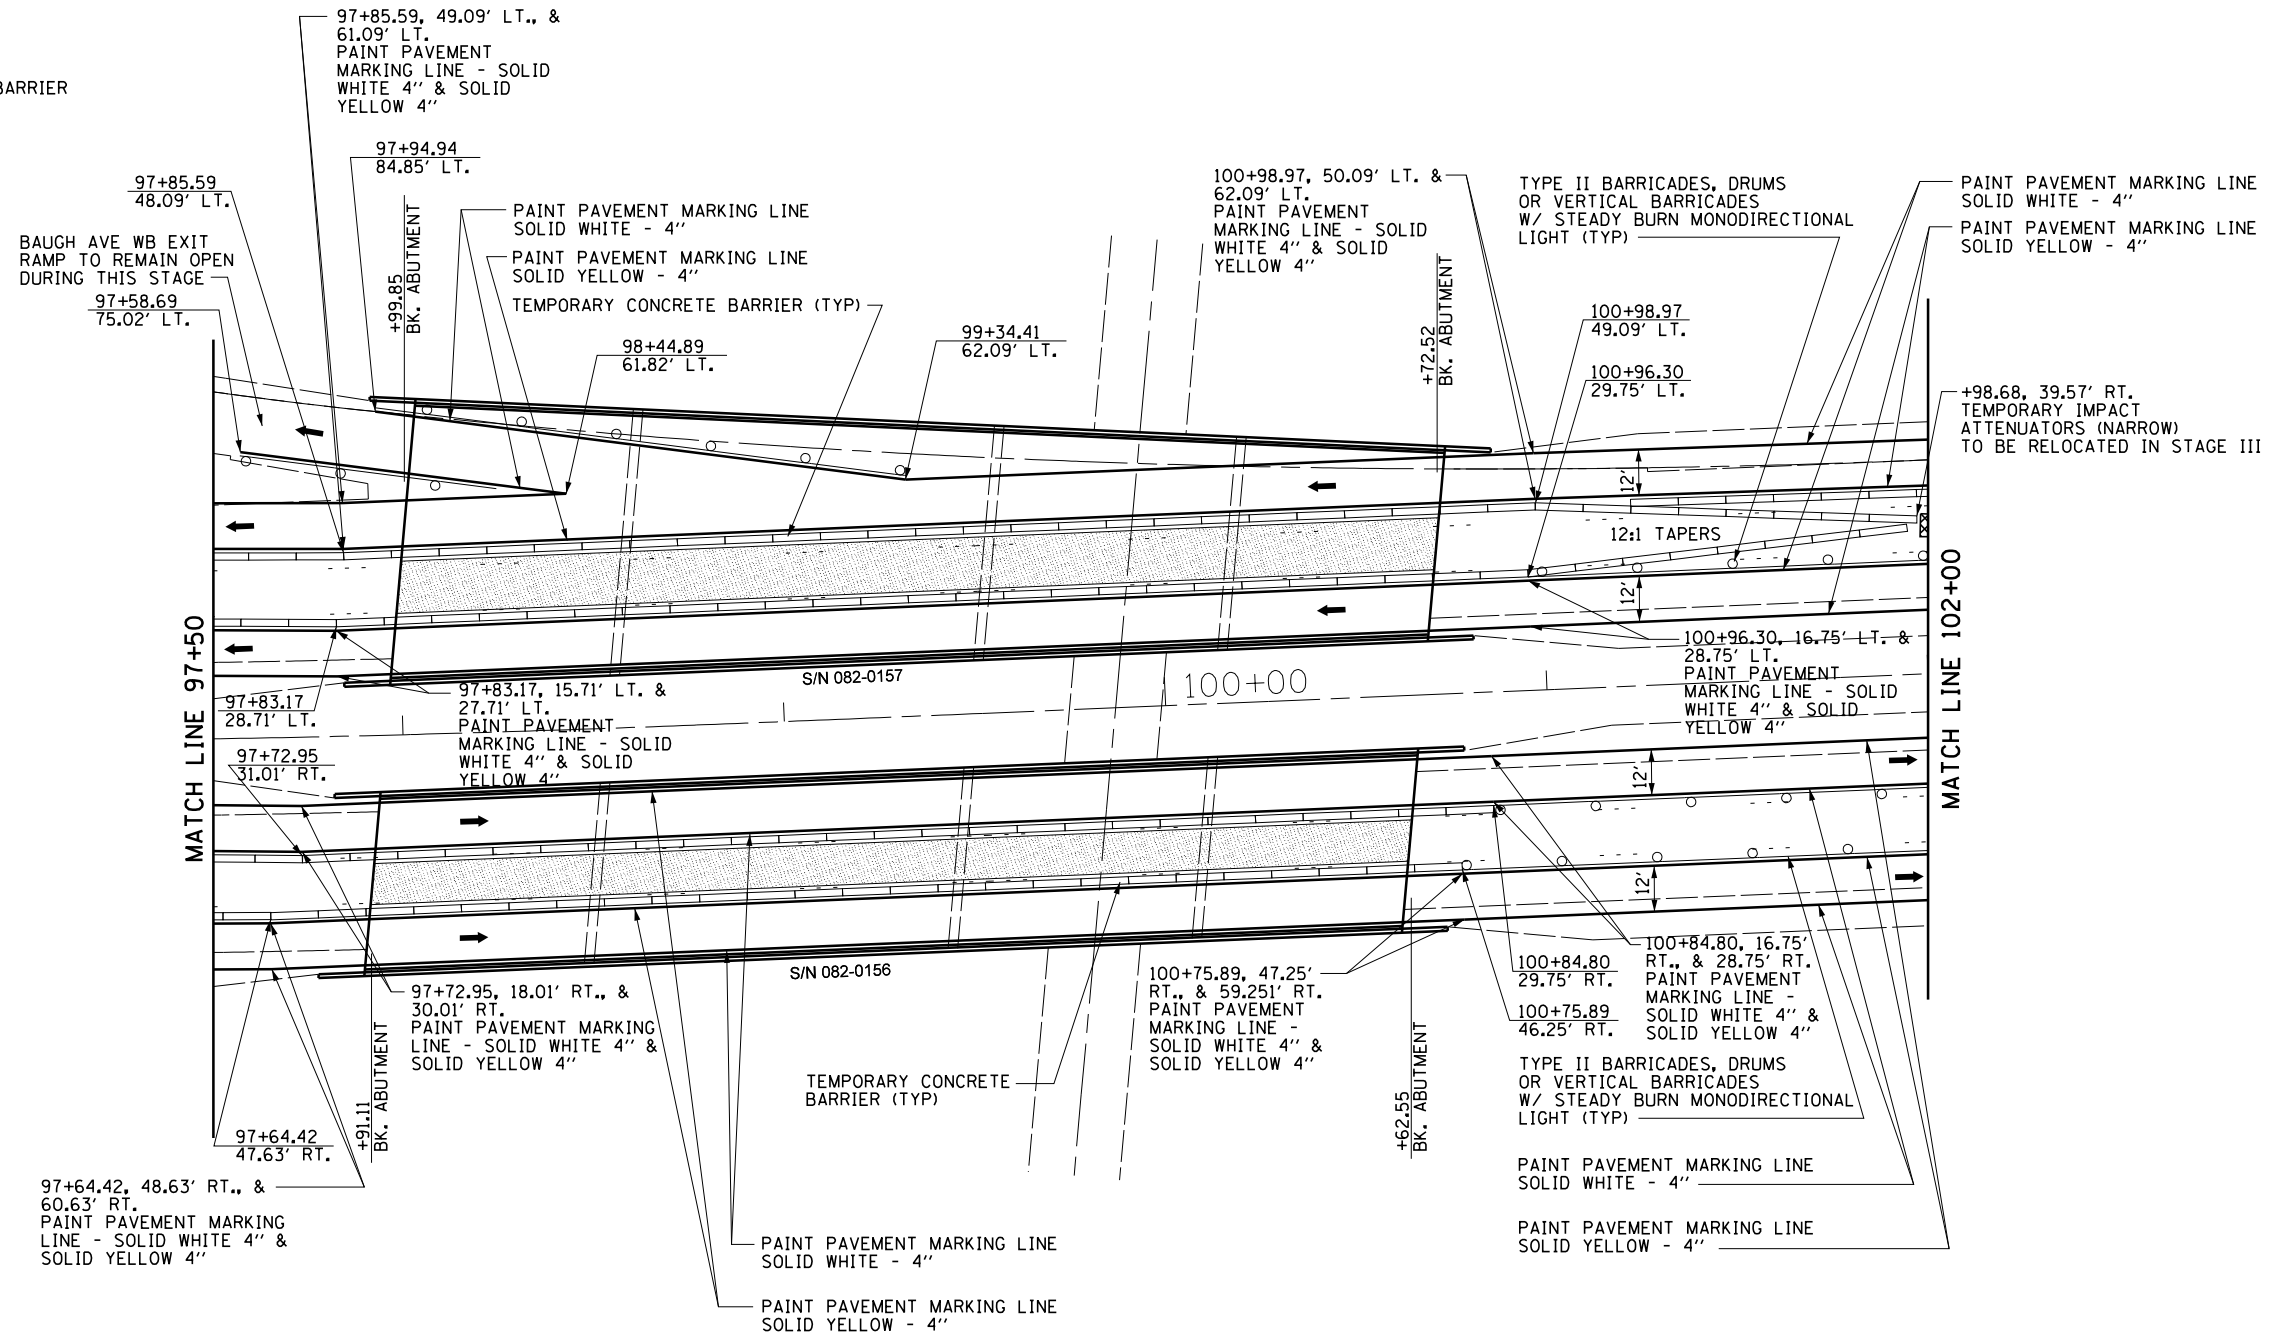 BARRIER
97+85.59, 49.09' LT., &
61.09' LT.
PAINT PAVEMENT
MARKING LINE - SOLID
WHITE 4'' & SOLID
YELLOW 4''
97+94.94
84.85' LT.
97+85.59
48.09' LT.
BAUGH AVE WB EXIT
RAMP TO REMAIN OPEN
DURING THIS STAGE
97+58.69
75.02' LT.
+99.85
BK. ABUTMENT
PAINT PAVEMENT MARKING LINE
SOLID WHITE - 4''
PAINT PAVEMENT MARKING LINE
SOLID YELLOW - 4''
TEMPORARY CONCRETE BARRIER (TYP)
98+44.89
61.82' LT.
99+34.41
62.09' LT.
100+98.97, 50.09' LT. &
62.09' LT.
PAINT PAVEMENT
MARKING LINE - SOLID
WHITE 4'' & SOLID
YELLOW 4''
+72.52
BK. ABUTMENT
TYPE II BARRICADES, DRUMS
OR VERTICAL BARRICADES
W/ STEADY BURN MONODIRECTIONAL
LIGHT (TYP)
PAINT PAVEMENT MARKING LINE
SOLID WHITE - 4''
PAINT PAVEMENT MARKING LINE
SOLID YELLOW - 4''
100+98.97
49.09' LT.
100+96.30
29.75' LT.
+98.68, 39.57' RT.
TEMPORARY IMPACT
ATTENUATORS (NARROW)
TO BE RELOCATED IN STAGE III
12'
12:1 TAPERS
12'
MATCH LINE 97+50
MATCH LINE 102+00
S/N 082-0157
100+00
97+83.17
28.71' LT.
97+83.17, 15.71' LT. &
27.71' LT.
PAINT PAVEMENT
MARKING LINE - SOLID
WHITE 4'' & SOLID
YELLOW 4''
100+96.30, 16.75' LT. &
28.75' LT.
PAINT PAVEMENT
MARKING LINE - SOLID
WHITE 4'' & SOLID
YELLOW 4''
97+72.95
31.01' RT.
12'
12'
S/N 082-0156
97+72.95, 18.01' RT., &
30.01' RT.
PAINT PAVEMENT MARKING
LINE - SOLID WHITE 4'' &
SOLID YELLOW 4''
+91.11
BK. ABUTMENT
97+64.42
47.63' RT.
97+64.42, 48.63' RT., &
60.63' RT.
PAINT PAVEMENT MARKING
LINE - SOLID WHITE 4'' &
SOLID YELLOW 4''
TEMPORARY CONCRETE
BARRIER (TYP)
100+75.89, 47.25'
RT., & 59.251' RT.
PAINT PAVEMENT
MARKING LINE -
SOLID WHITE 4'' &
SOLID YELLOW 4''
+62.55
BK. ABUTMENT
100+84.80
29.75' RT.
100+75.89
46.25' RT.
100+84.80, 16.75'
RT., & 28.75' RT.
PAINT PAVEMENT
MARKING LINE -
SOLID WHITE 4'' &
SOLID YELLOW 4''
TYPE II BARRICADES, DRUMS
OR VERTICAL BARRICADES
W/ STEADY BURN MONODIRECTIONAL
LIGHT (TYP)
PAINT PAVEMENT MARKING LINE
SOLID WHITE - 4''
PAINT PAVEMENT MARKING LINE
SOLID YELLOW - 4''
PAINT PAVEMENT MARKING LINE
SOLID WHITE - 4''
PAINT PAVEMENT MARKING LINE
SOLID YELLOW - 4''